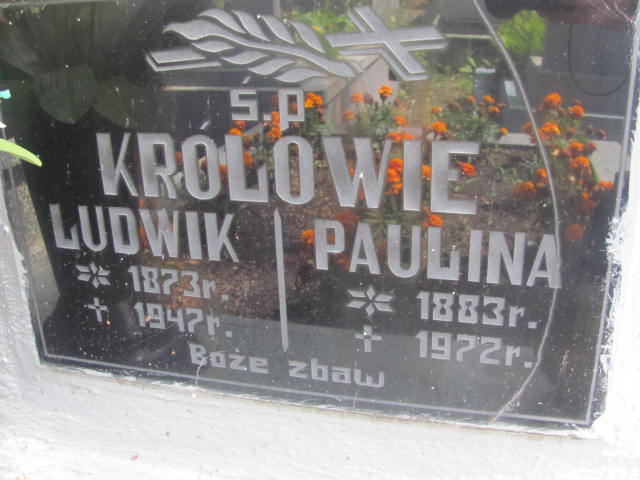 Ś.P
KRÓLOWIE
LUDWIK PAULINA
* 1873r. * 1883r.
+ 1947r. + 1972r.
Boże zbaw